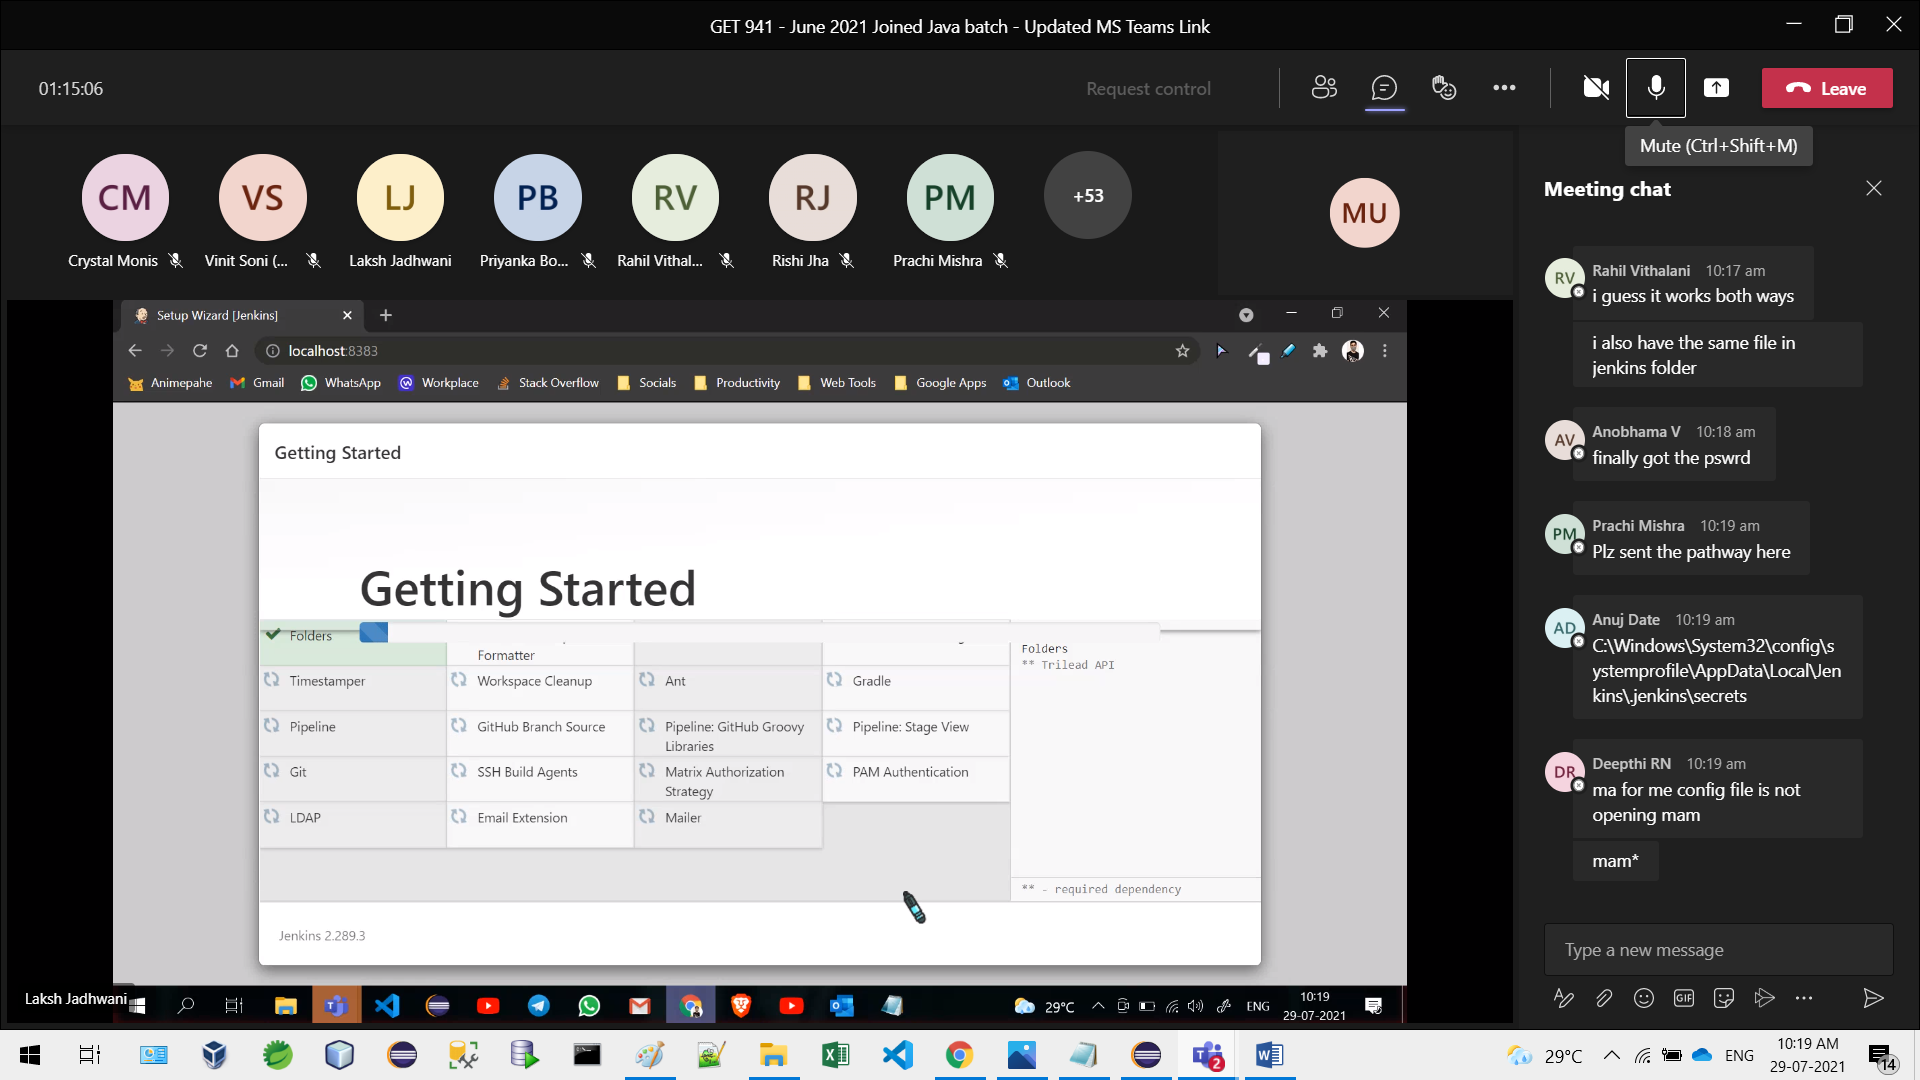 GET 941 - June 2021 Joined Java batch - Updated MS Teams Link
01:15:06
Request control
Leave
Mute (Ctrl+Shift+M)
CM
VS
LJ
PB
RV
RJ
PM
+53
MU
Crystal Monis
Vinit Soni (...
Laksh Jadhwani
Priyanka Bo...
Rahil Vithal...
Rishi Jha
Prachi Mishra
Meeting chat
RV
Rahil Vithalani 10:17 am
i guess it works both ways
i also have the same file in
jenkins folder
AV
Anobhama V 10:18 am
finally got the pswrd
PM
Prachi Mishra 10:19 am
Plz sent the pathway here
AD
Anuj Date 10:19 am
C:\Windows\System32\config\s
ystemprofile\AppData\Local\Jen
kins\.jenkins\secrets
DR
Deepthi RN 10:19 am
ma for me config file is not
opening mam
mam*
Type a new message
GIF
Setup Wizard [Jenkins]
localhost:8383
Animepahe
Gmail
WhatsApp
Workplace
Stack Overflow
Socials
Productivity
Web Tools
Google Apps
Outlook
Getting Started
Getting Started
Folders
Formatter
Timestamper
Workspace Cleanup
Ant
Gradle
Pipeline
GitHub Branch Source
Pipeline: GitHub Groovy
Libraries
Pipeline: Stage View
Git
SSH Build Agents
Matrix Authorization
Strategy
PAM Authentication
LDAP
Email Extension
Mailer
Folders
** Trilead API
** - required dependency
Jenkins 2.289.3
Laksh Jadhwani
29°C
ENG
10:19
29-07-2021
29°C
ENG
10:19 AM
29-07-2021
2
14